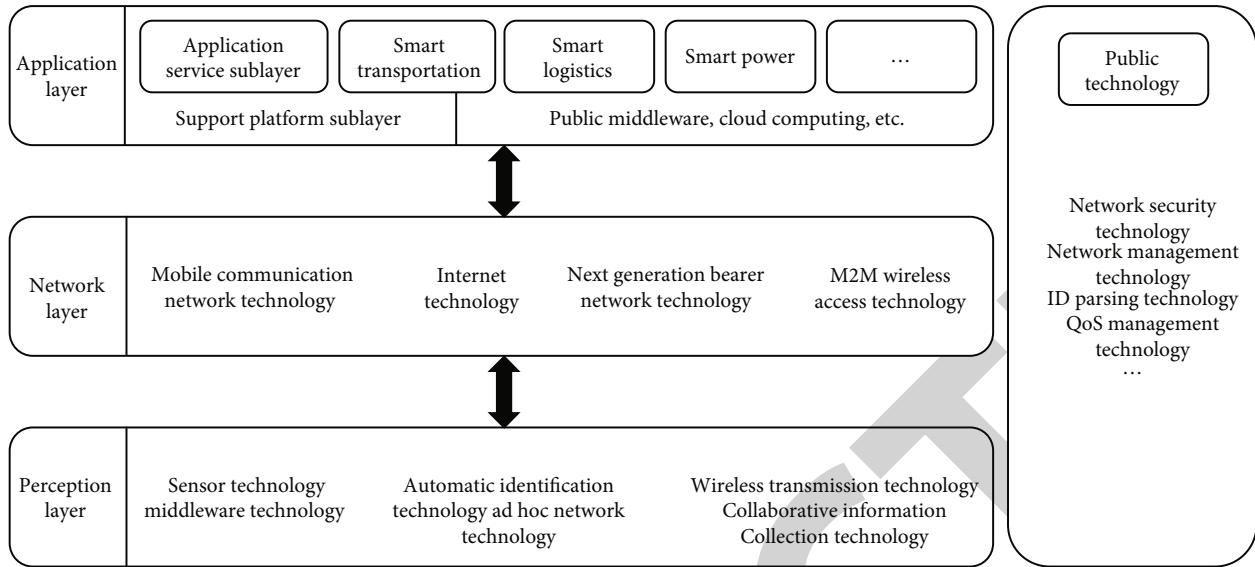 Application
layer
Application
service sublayer
Smart
transportation
Smart
logistics
Smart power
...
Support platform sublayer
Public middleware, cloud computing, etc.
Network
layer
Mobile communication
network technology
Internet
technology
Next generation bearer
network technology
M2M wireless
access technology
Perception
layer
Sensor technology
middleware technology
Automatic identification
technology ad hoc network
technology
Wireless transmission technology
Collaborative information
Collection technology
Public
technology
Network security
technology
Network management
technology
ID parsing technology
QoS management
technology
...